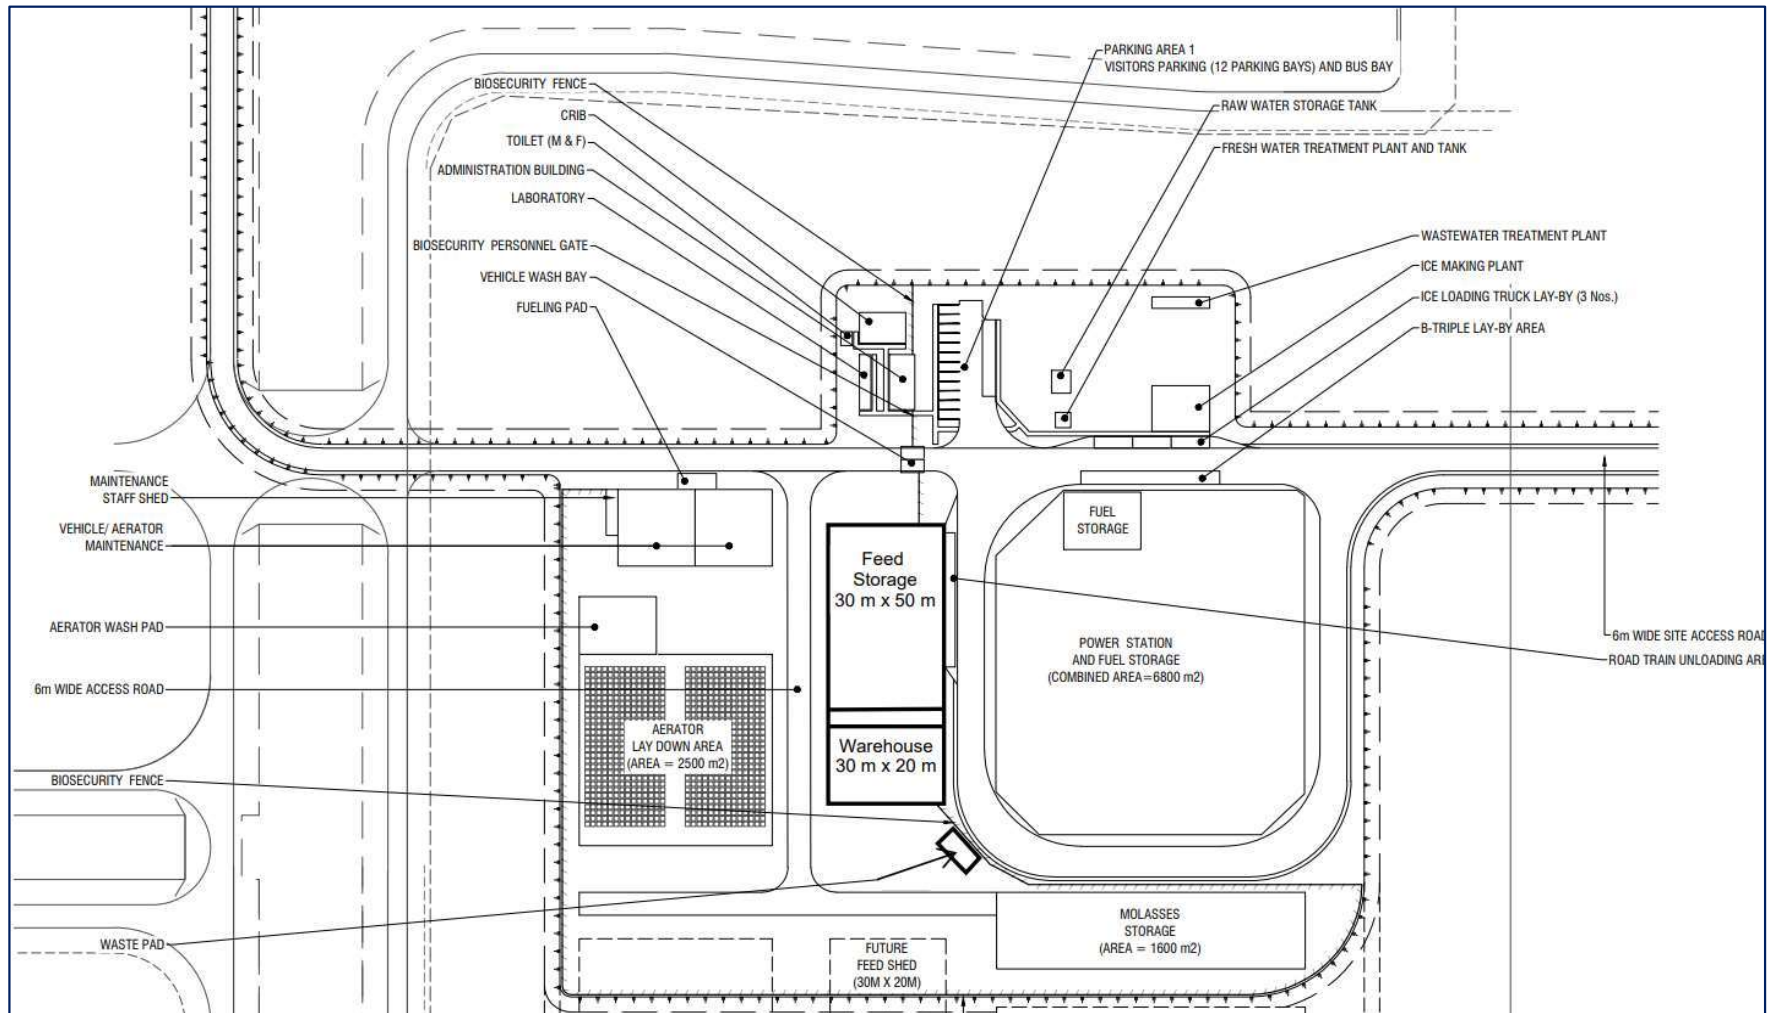 PARKING AREA 1
VISITORS PARKING (12 PARKING BAYS) AND BUS BAY
BIOSECURITY FENCE
RAW WATER STORAGE TANK
CRIB
TOILET (M & F)
FRESH WATER TREATMENT PLANT AND TANK
ADMINISTRATION BUILDING
LABORATORY
WASTEWATER TREATMENT PLANT
BIOSECURITY PERSONNEL GATE
ICE MAKING PLANT
VEHICLE WASH BAY
ICE LOADING TRUCK LAY-BY (3 Nos.)
FUELING PAD
B-TRIPLE LAY-BY AREA
MAINTENANCE
STAFF SHED
VEHICLE/ AERATOR
MAINTENANCE
FUEL
STORAGE
Feed
Storage
30 m x 50 m
AERATOR WASH PAD
6m WIDE SITE ACCESS ROAD
POWER STATION
AND FUEL STORAGE
(COMBINED AREA=6800 m2)
ROAD TRAIN UNLOADING ARE
6m WIDE ACCESS ROAD
AERATOR
LAY DOWN AREA
(AREA = 2500 m2)
Warehouse
30 m x 20 m
BIOSECURITY FENCE
WASTE PAD
MOLASSES
STORAGE
(AREA = 1600 m2)
FUTURE
FEED SHED
(30M X 20M)